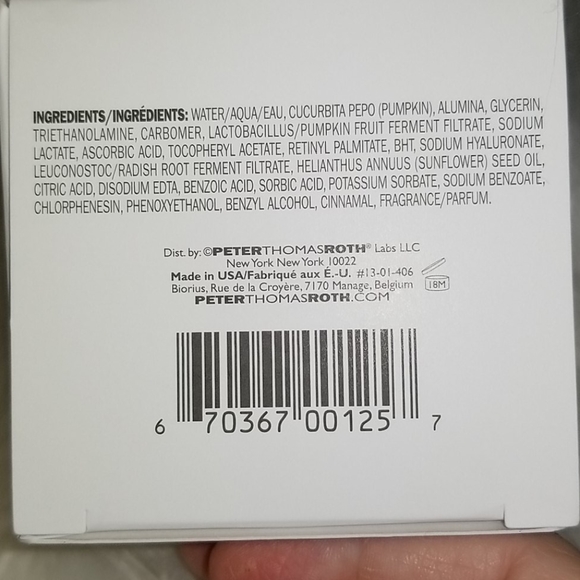 INGREDIENTS/INGRÉDIENTS: WATER/AQUA/EAU, CUCURBITA PEPO (PUMPKIN), ALUMINA, GLYCERIN,
TRIETHANOLAMINE, CARBOMER, LACTOBACILLUS/PUMPKIN FRUIT FERMENT FILTRATE, SODIUM
LACTATE, ASCORBIC ACID, TOCOPHERYL ACETATE, RETINYL PALMITATE, BHT, SODIUM HYALURONATE,
LEUCONOSTOC/RADISH ROOT FERMENT FILTRATE, HELIANTHUS ANNUUS (SUNFLOWER) SEED OIL,
CITRIC ACID, DISODIUM EDTA, BENZOIC ACID, SORBIC ACID, POTASSIUM SORBATE, SODIUM BENZOATE,
CHLORPHENESIN, PHENOXYETHANOL, BENZYL ALCOHOL, CINNAMAL, FRAGRANCE/PARFUM.
Dist. by: ©PETERTHOMASROTH® Labs LLC
New York New York 10022
Made in USA/Fabriqué aux É.-U. #13-01-406
Biorius, Rue de la Croyère, 7170 Manage, Belgium
18M
PETERTHOMASROTH.COM
6 70367 00125 7